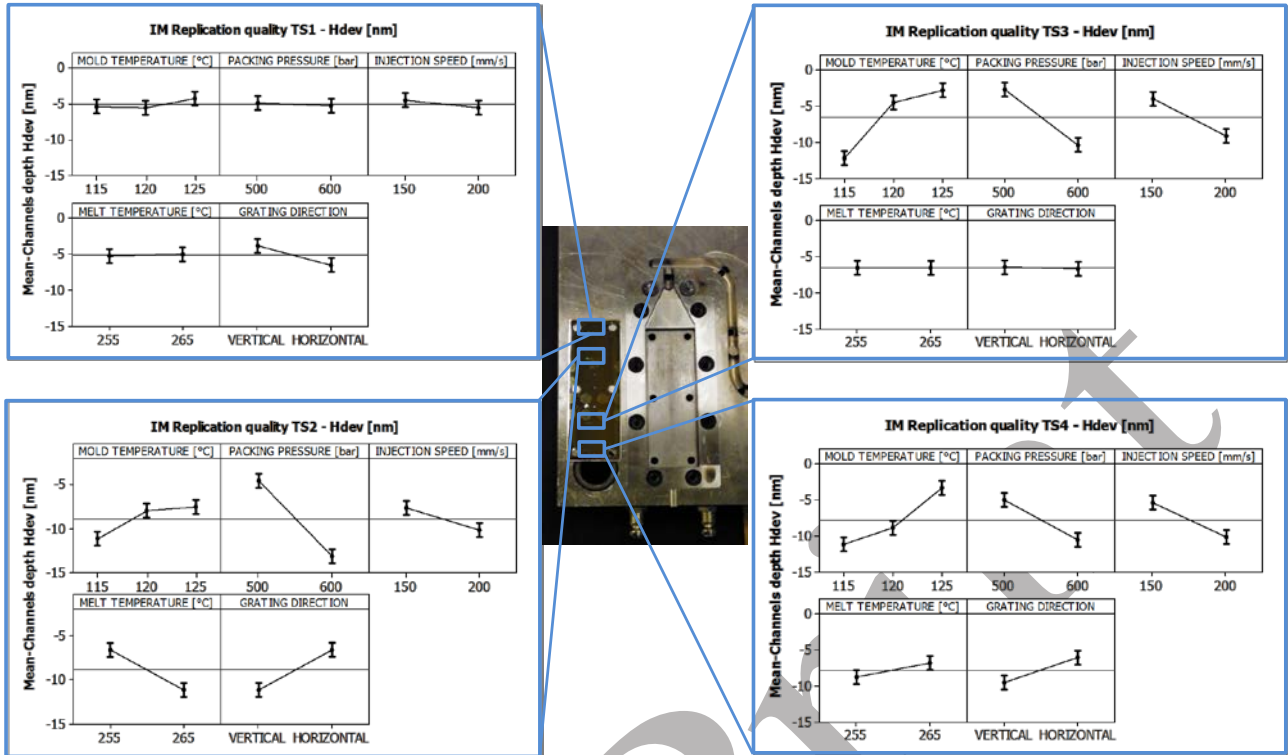 IM Replication quality TS1 - Hdev [nm]
MOLD TEMPERATURE [°C] PACKING PRESSURE [bar] INJECTION SPEED [mm/s]
0
-5
-10
-15
115 120 125 500 600 150 200
MELT TEMPERATURE [°C] GRATING DIRECTION
0
-5
-10
-15
255 265 VERTICAL HORIZONTAL
Mean-Channels depth Hdev [nm]
IM Replication quality TS3 - Hdev [nm]
MOLD TEMPERATURE [°C] PACKING PRESSURE [bar] INJECTION SPEED [mm/s]
0
-5
-10
-15
115 120 125 500 600 150 200
MELT TEMPERATURE [°C] GRATING DIRECTION
0
-5
-10
-15
255 265 VERTICAL HORIZONTAL
Mean-Channels depth Hdev [nm]
IM Replication quality TS2 - Hdev [nm]
MOLD TEMPERATURE [°C] PACKING PRESSURE [bar] INJECTION SPEED [mm/s]
-5
-10
-15
115 120 125 500 600 150 200
MELT TEMPERATURE [°C] GRATING DIRECTION
-5
-10
-15
255 265 VERTICAL HORIZONTAL
Mean-Channels depth Hdev [nm]
IM Replication quality TS4 - Hdev [nm]
MOLD TEMPERATURE [°C] PACKING PRESSURE [bar] INJECTION SPEED [mm/s]
0
-5
-10
-15
115 120 125 500 600 150 200
MELT TEMPERATURE [°C] GRATING DIRECTION
0
-5
-10
-15
255 265 VERTICAL HORIZONTAL
Mean-Channels depth Hdev [nm]